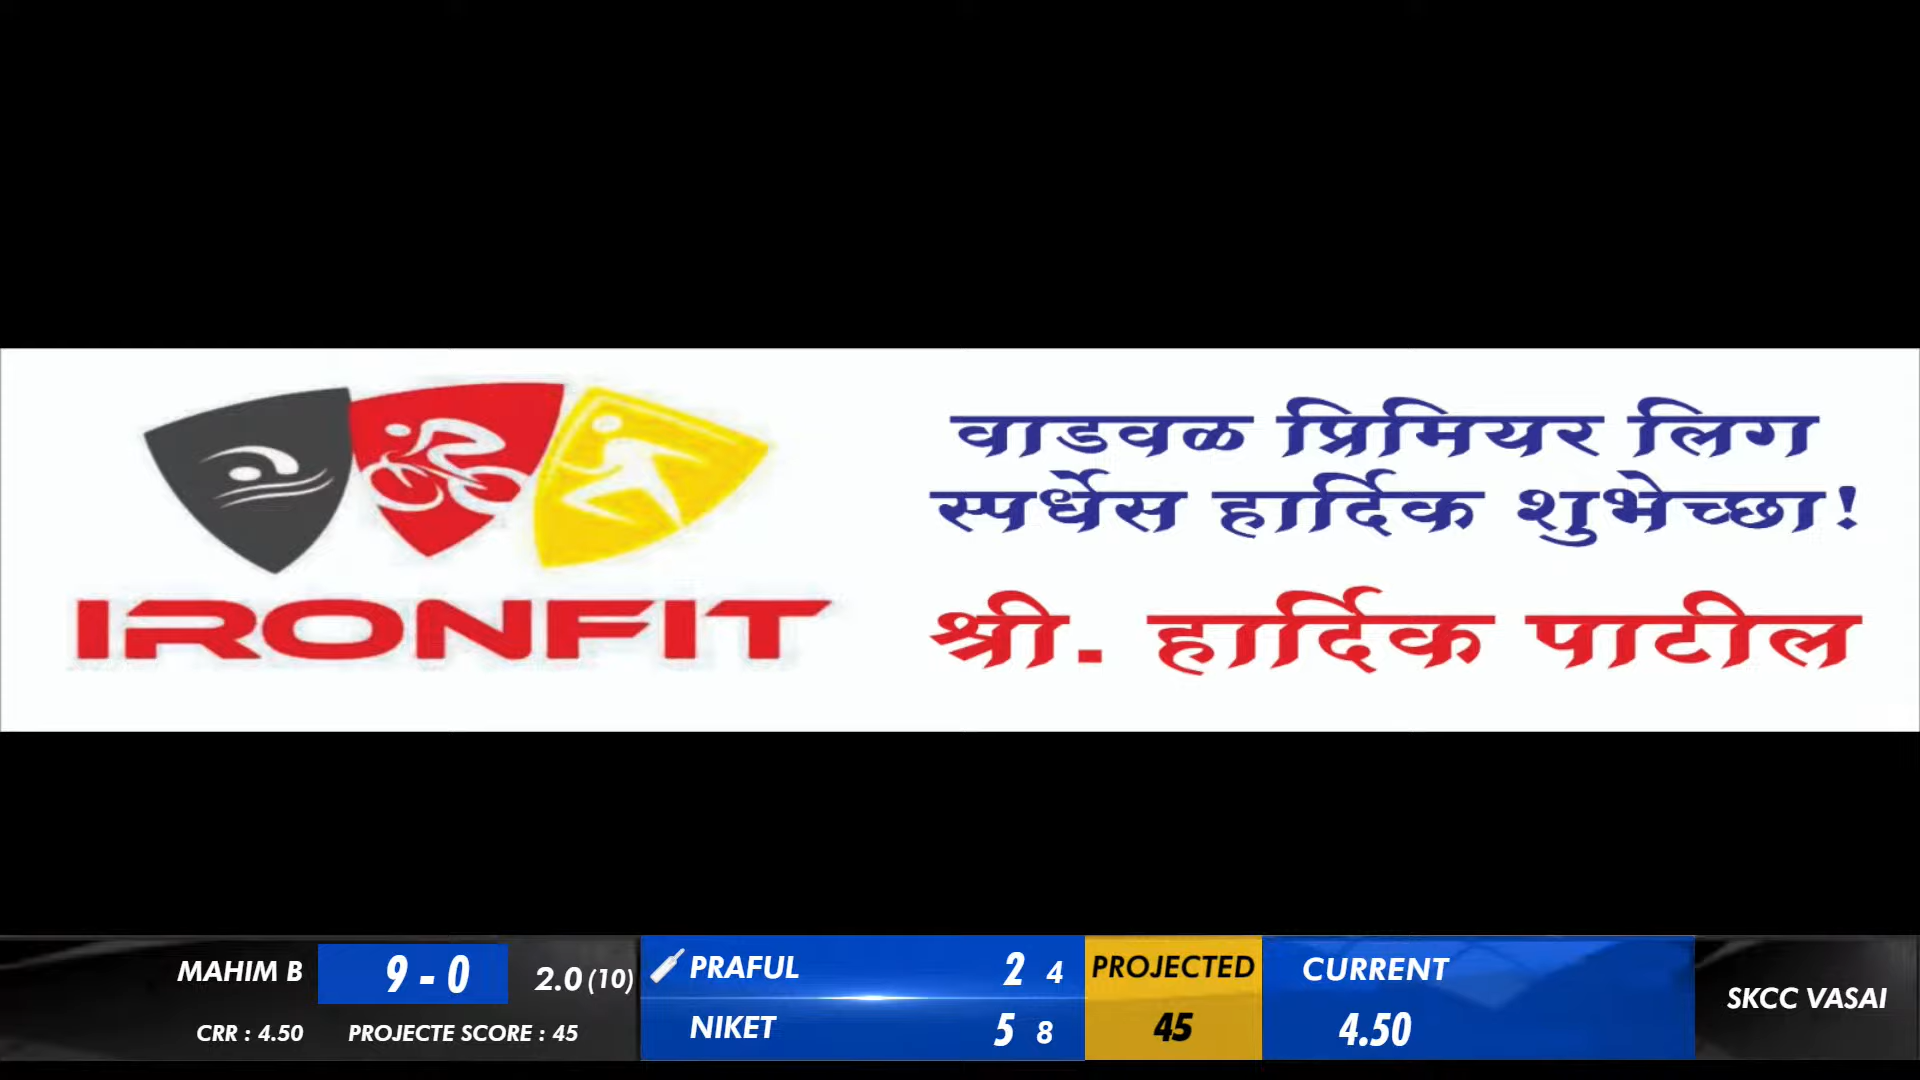 वाडवळ प्रिमियर लिग
स्पर्धेस हार्दिक शुभेच्छा!
IRONFIT
श्री. हार्दिक पाटील
MAHIM B 9 - 0 2.0 (10)
CRR : 4.50 PROJECTE SCORE : 45
PRAFUL 2 4
NIKET 5 8
PROJECTED
45
CURRENT
4.50
SKCC VASAI